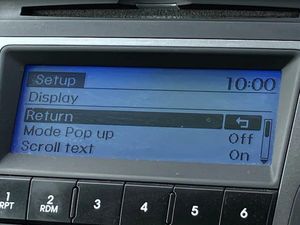 Setup 10:00
Display
Return
Mode Pop up Off
Scroll text On
1 2 3 4 5 6
RPT RDM